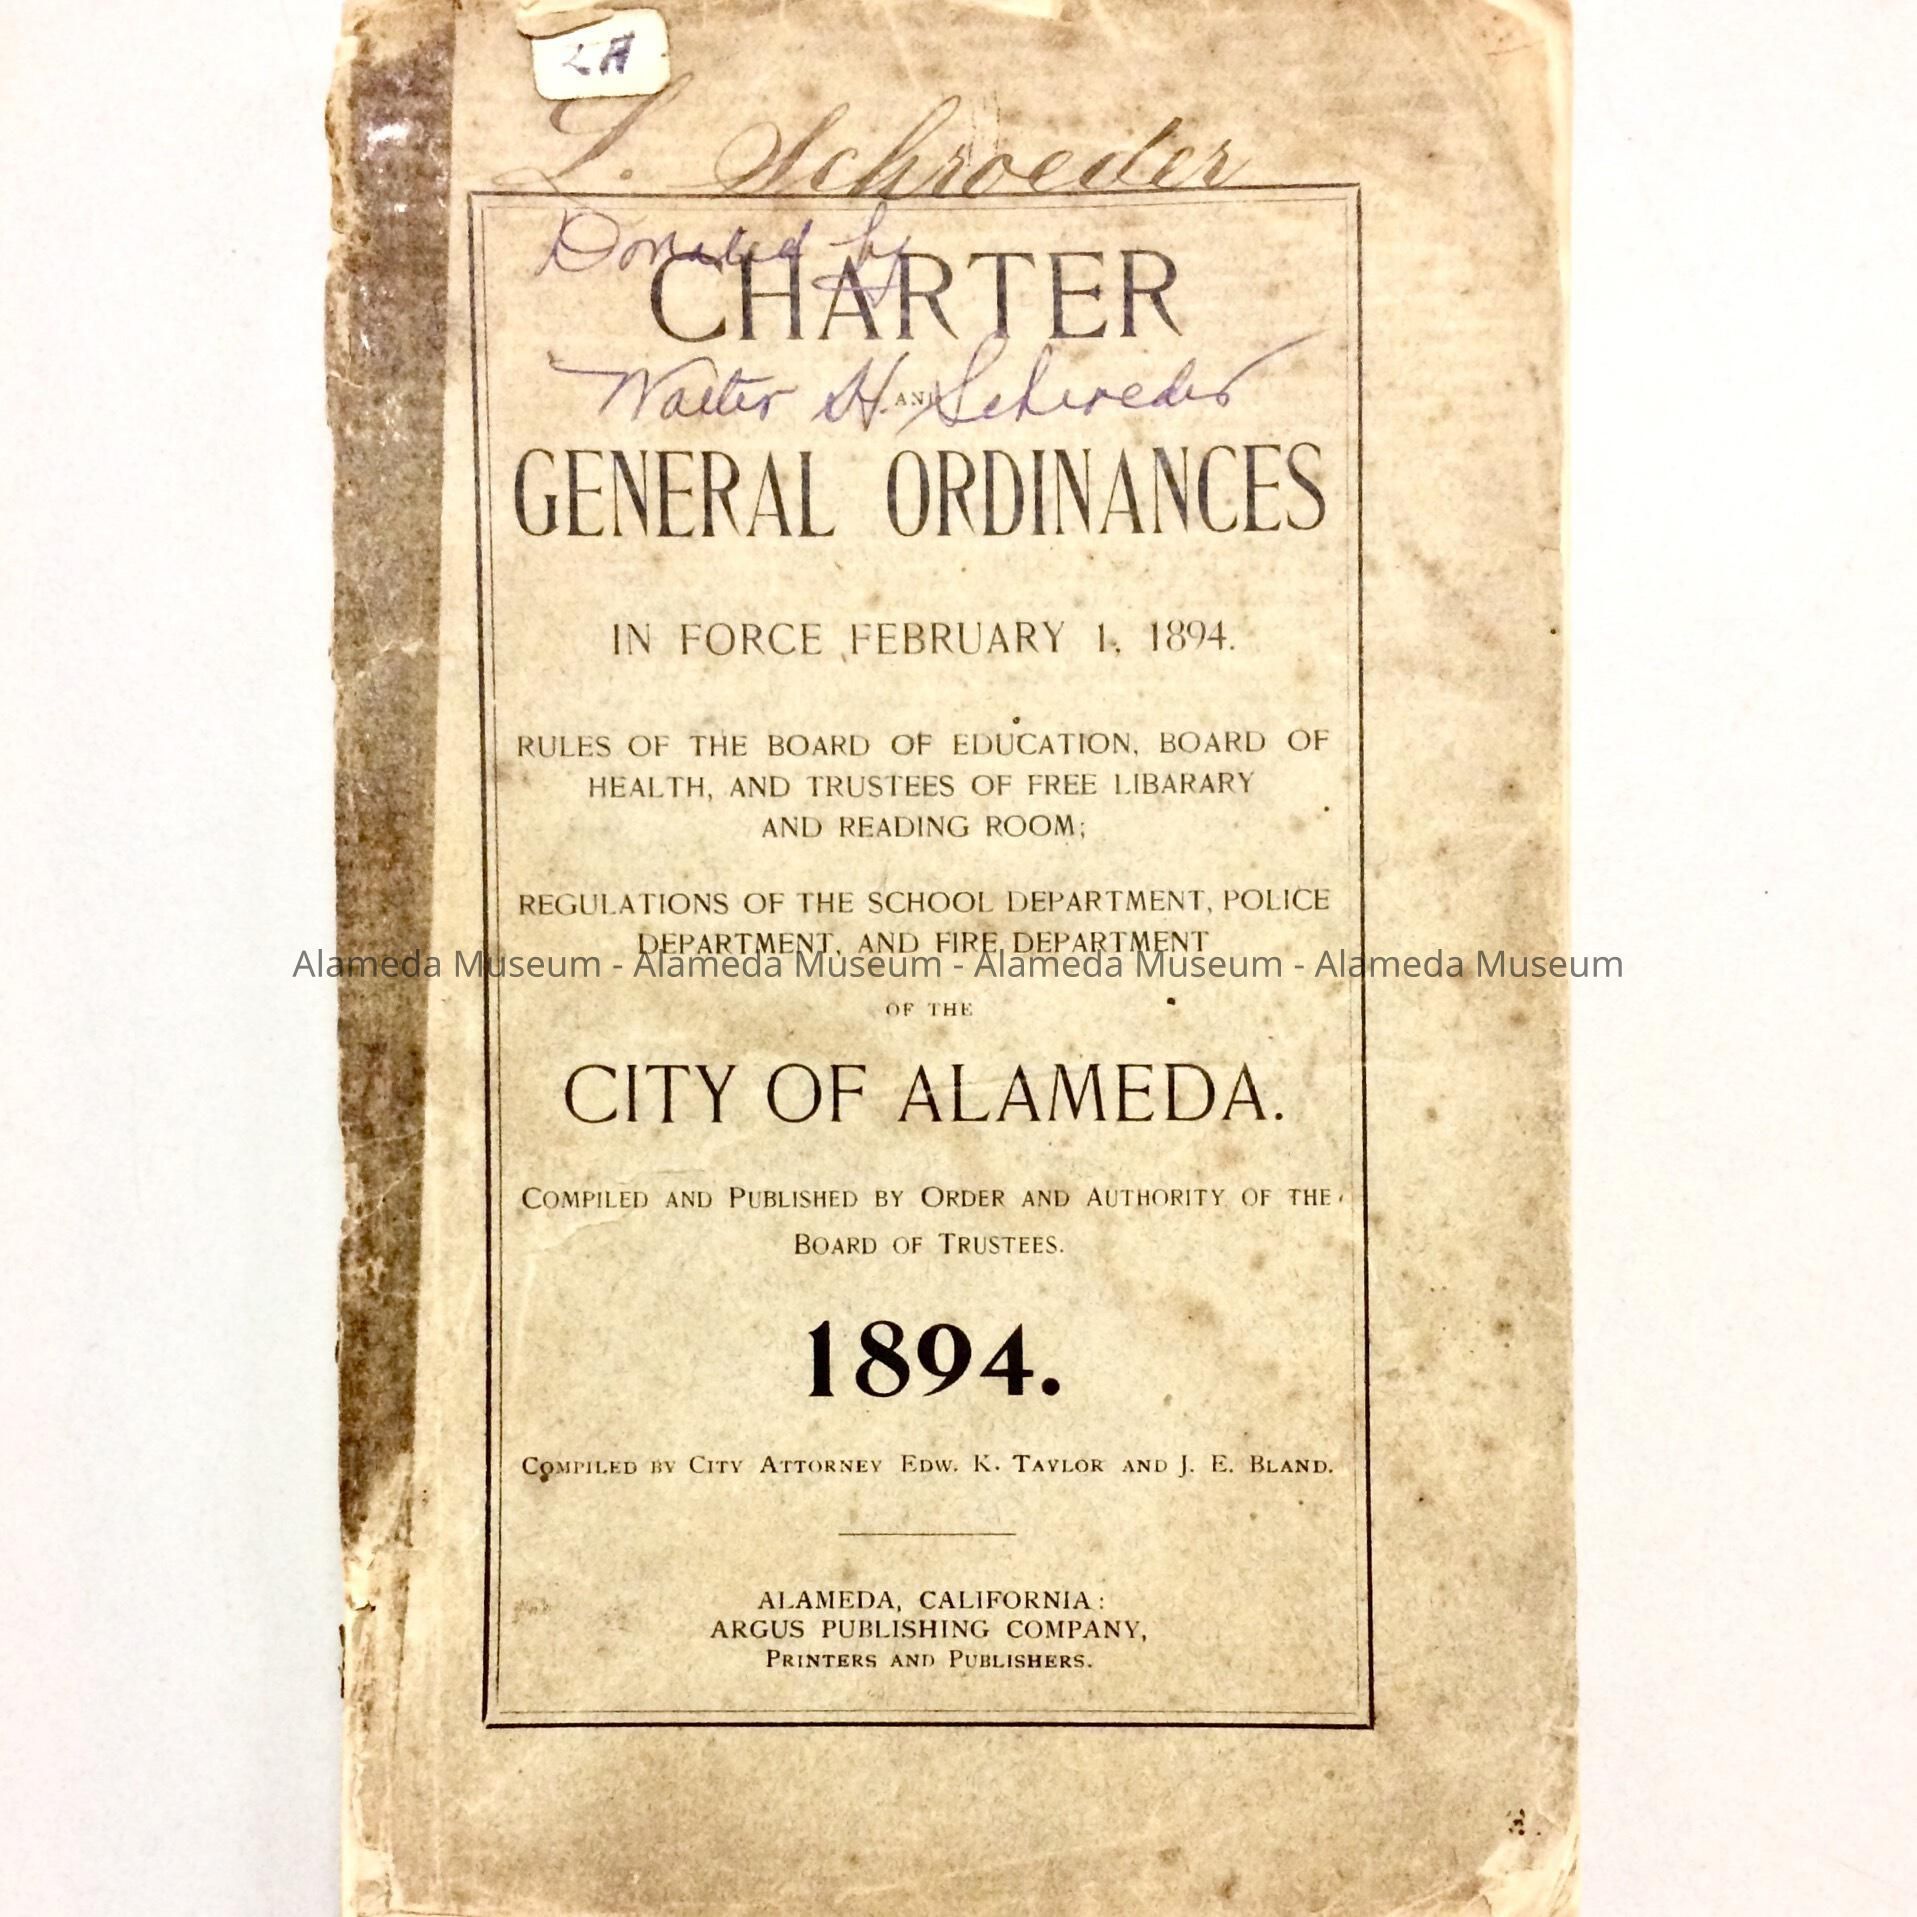 ZA
L. Schroeder
Donated by
CHARTER
Walter H. Schroeder
AND
GENERAL ORDINANCES
IN FORCE FEBRUARY 1, 1894.
RULES OF THE BOARD OF EDUCATION, BOARD OF
HEALTH, AND TRUSTEES OF FREE LIBARARY
AND READING ROOM;
REGULATIONS OF THE SCHOOL DEPARTMENT, POLICE
DEPARTMENT, AND FIRE DEPARTMENT
Alameda Museum - Alameda Museum - Alameda Museum - Alameda Museum
OF THE
CITY OF ALAMEDA.
COMPILED AND PUBLISHED BY ORDER AND AUTHORITY OF THE
BOARD OF TRUSTEES.
1894.
COMPILED BY CITY ATTORNEY EDW. K. TAYLOR AND J. E. BLAND.
ALAMEDA, CALIFORNIA:
ARGUS PUBLISHING COMPANY,
PRINTERS AND PUBLISHERS.